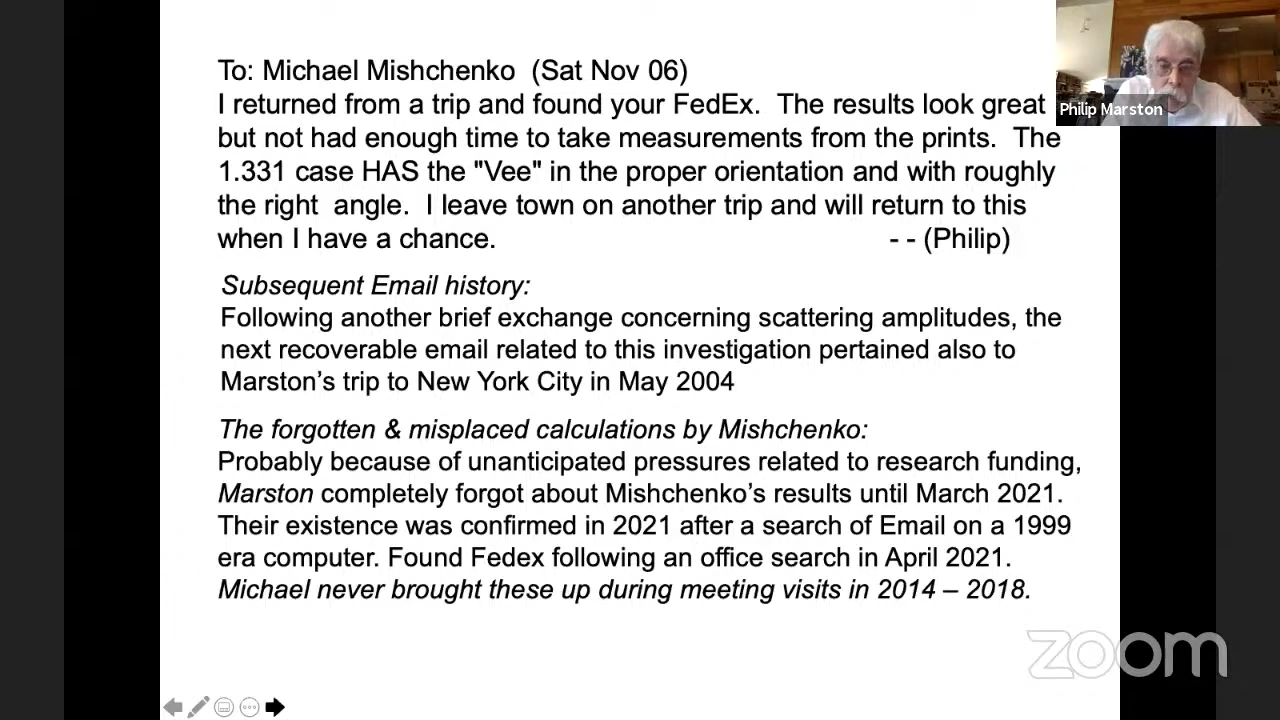 To: Michael Mishchenko (Sat Nov 06)
I returned from a trip and found your FedEx. The results look great
but not had enough time to take measurements from the prints. The
1.331 case HAS the "Vee" in the proper orientation and with roughly
the right angle. I leave town on another trip and will return to this
when I have a chance. - - (Philip)
Subsequent Email history:
Following another brief exchange concerning scattering amplitudes, the
next recoverable email related to this investigation pertained also to
Marston’s trip to New York City in May 2004
The forgotten & misplaced calculations by Mishchenko:
Probably because of unanticipated pressures related to research funding,
Marston completely forgot about Mishchenko’s results until March 2021.
Their existence was confirmed in 2021 after a search of Email on a 1999
era computer. Found Fedex following an office search in April 2021.
Michael never brought these up during meeting visits in 2014 – 2018.
Philip Marston
zoom